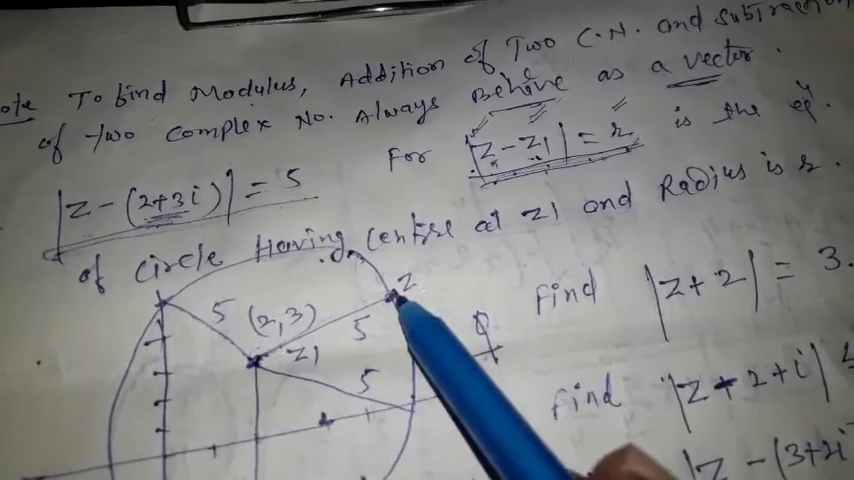 Note To find Modulus, Addition of Two C.N. and Subtraction
of two complex No. Always Behave as a vector.
For |z - z1| = r is the eq.
|z - (2+3i)| = 5
of circle Having centre at z1 and Radius is r.
z
5 (2,3) 5
z1
5
Find |z + 2| = 3.
Find |z - 2 + i|
|z - (3+2i